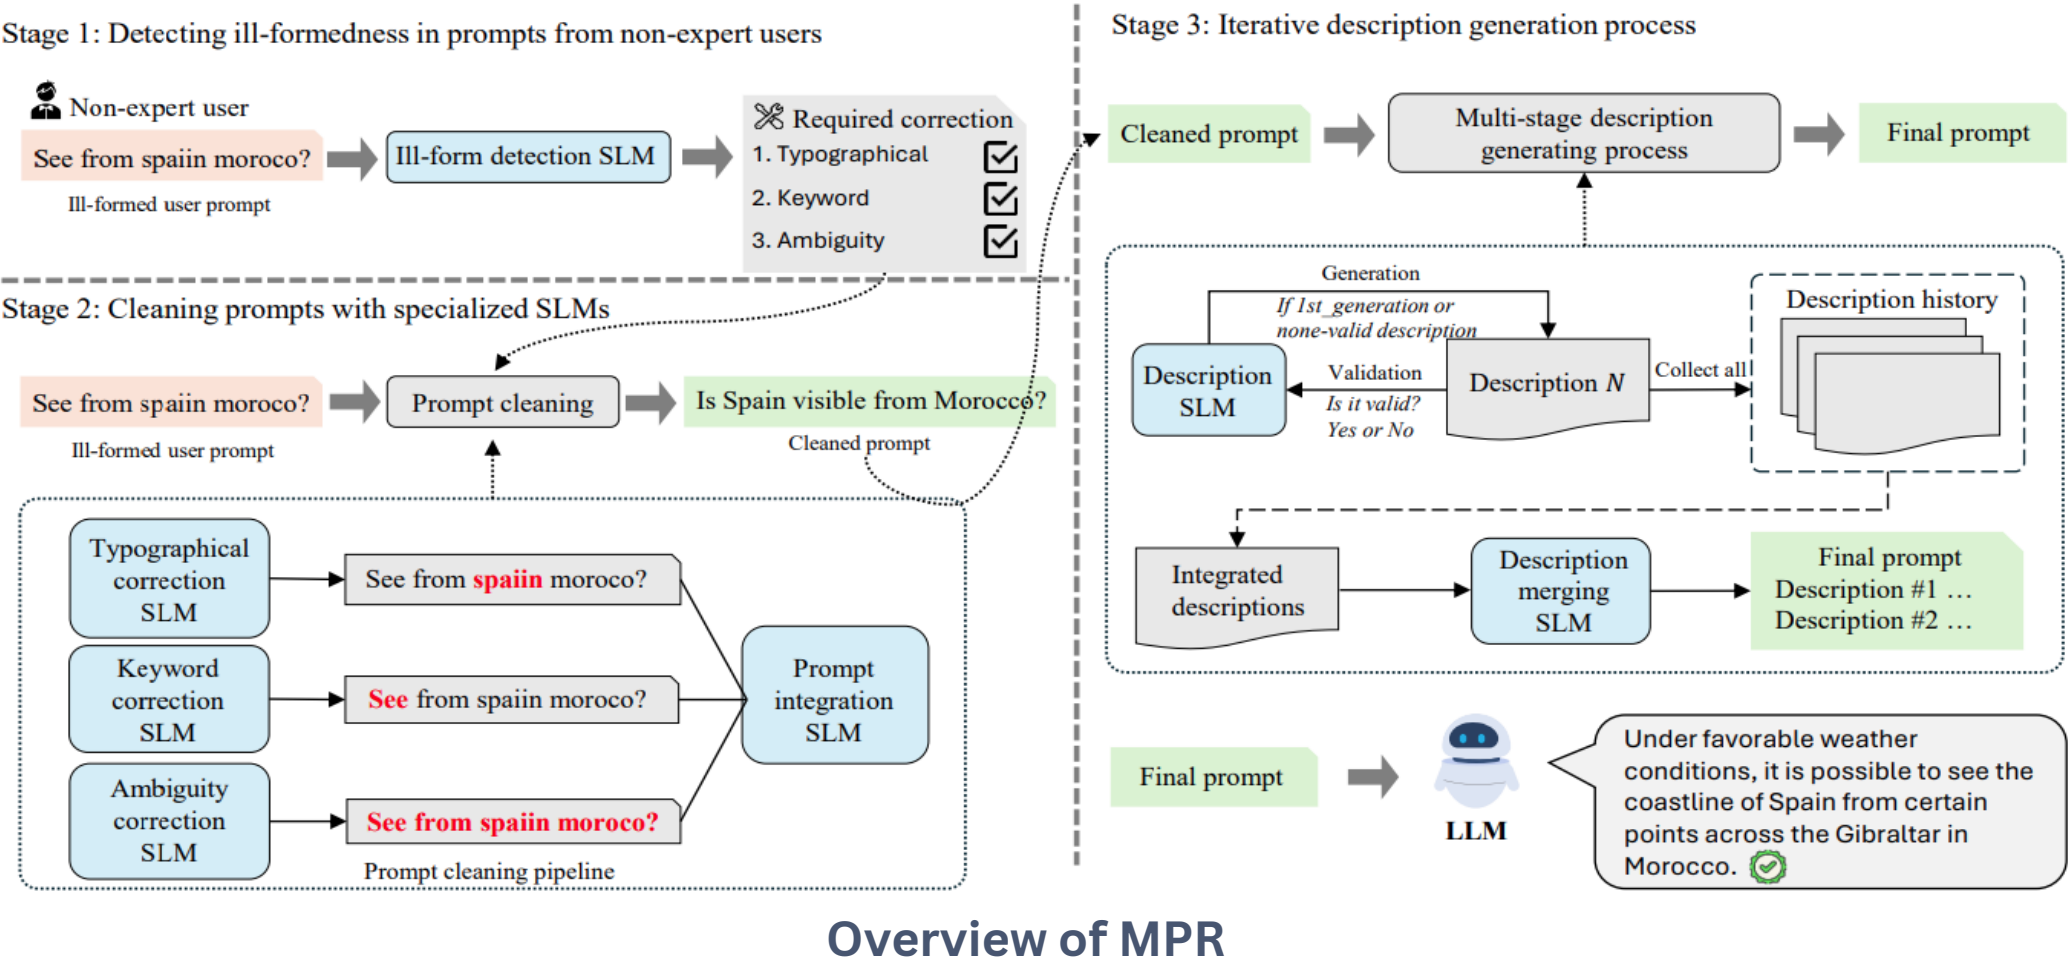 Stage 1: Detecting ill-formedness in prompts from non-expert users
Non-expert user
See from spaiin moroco?
Ill-formed user prompt
Ill-form detection SLM
Required correction
1. Typographical
2. Keyword
3. Ambiguity
Stage 2: Cleaning prompts with specialized SLMs
See from spaiin moroco?
Ill-formed user prompt
Prompt cleaning
Is Spain visible from Morocco?
Cleaned prompt
Typographical
correction
SLM
See from spaiin moroco?
Keyword
correction
SLM
See from spaiin moroco?
Ambiguity
correction
SLM
See from spaiin moroco?
Prompt
integration
SLM
Prompt cleaning pipeline
Stage 3: Iterative description generation process
Cleaned prompt
Multi-stage description
generating process
Final prompt
Generation
If 1st_generation or
none-valid description
Description
SLM
Validation
Is it valid?
Yes or No
Description N
Collect all
Description history
Integrated
descriptions
Description
merging
SLM
Final prompt
Description #1 ...
Description #2 ...
Final prompt
LLM
Under favorable weather
conditions, it is possible to see the
coastline of Spain from certain
points across the Gibraltar in
Morocco.
Overview of MPR